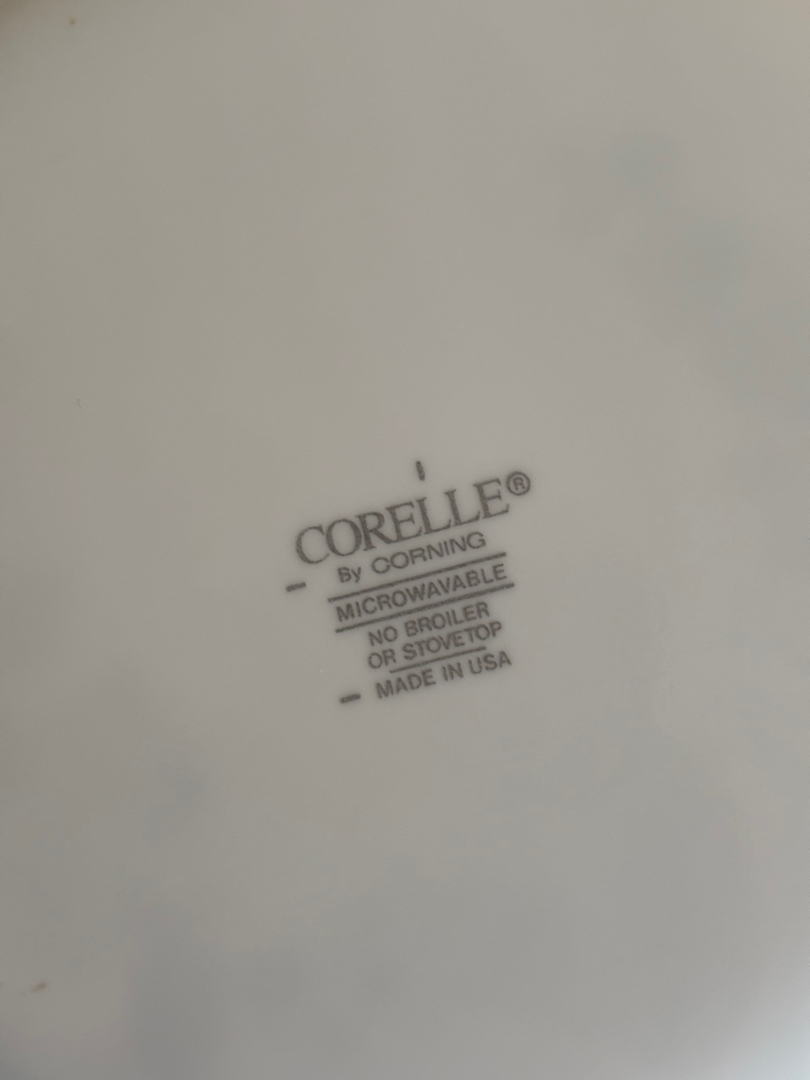 CORELLE®
By CORNING
MICROWAVABLE
NO BROILER
OR STOVETOP
MADE IN USA